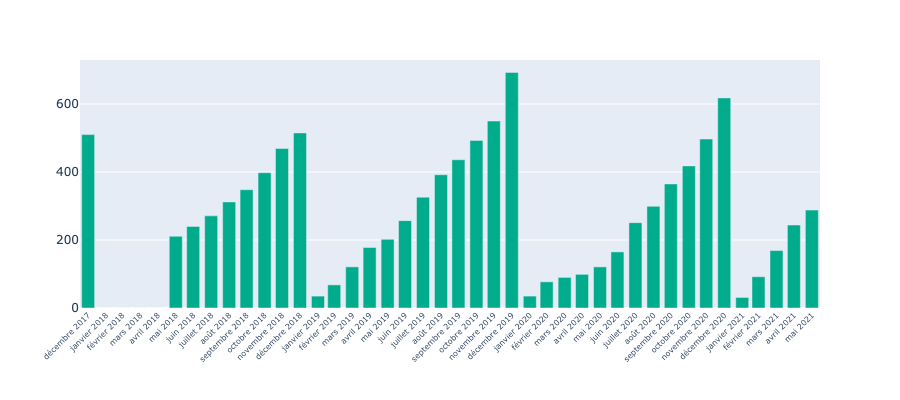 600
400
200
0
décembre 2017
janvier 2018
février 2018
mars 2018
avril 2018
mai 2018
juin 2018
juillet 2018
août 2018
septembre 2018
octobre 2018
novembre 2018
décembre 2018
janvier 2019
février 2019
mars 2019
avril 2019
mai 2019
juin 2019
juillet 2019
août 2019
septembre 2019
octobre 2019
novembre 2019
décembre 2019
janvier 2020
février 2020
mars 2020
avril 2020
mai 2020
juin 2020
juillet 2020
août 2020
septembre 2020
octobre 2020
novembre 2020
décembre 2020
janvier 2021
février 2021
mars 2021
avril 2021
mai 2021